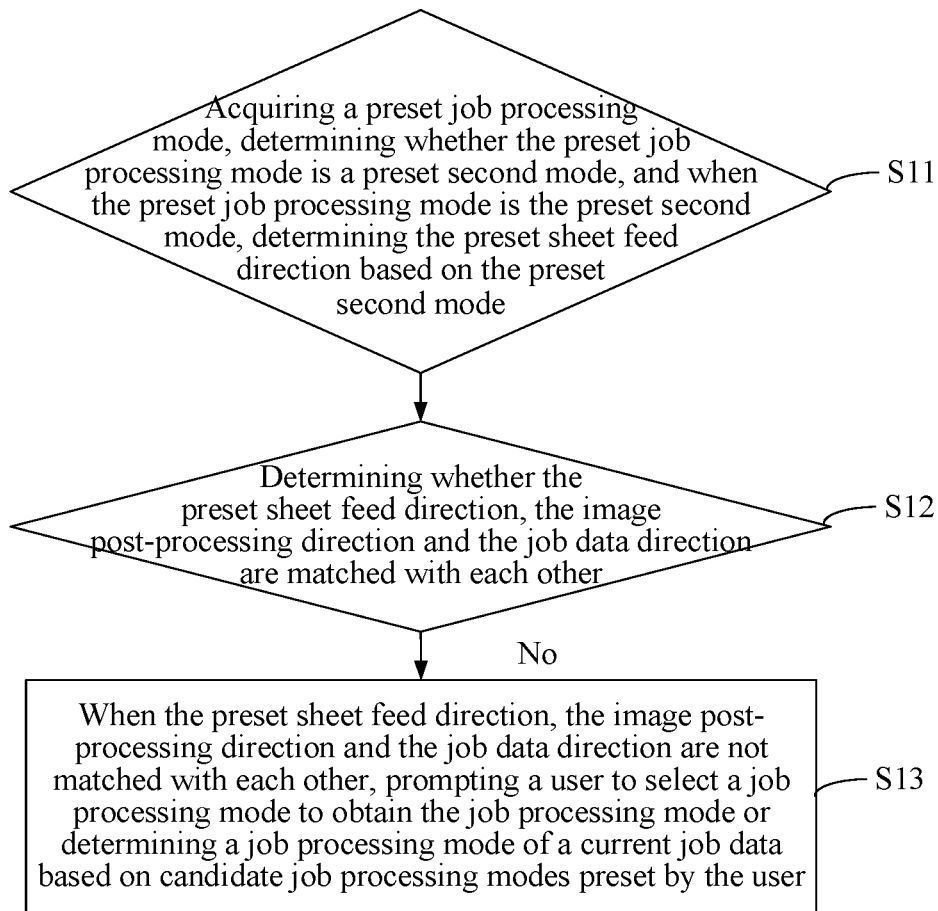 Acquiring a preset job processing
mode, determining whether the preset job
processing mode is a preset second mode, and when
the preset job processing mode is the preset second
mode, determining the preset sheet feed
direction based on the preset
second mode
S11
Determining whether the
preset sheet feed direction, the image
post-processing direction and the job data direction
are matched with each other
S12
No
When the preset sheet feed direction, the image post-
processing direction and the job data direction are not
matched with each other, prompting a user to select a job
processing mode to obtain the job processing mode or
determining a job processing mode of a current job data
based on candidate job processing modes preset by the user
S13